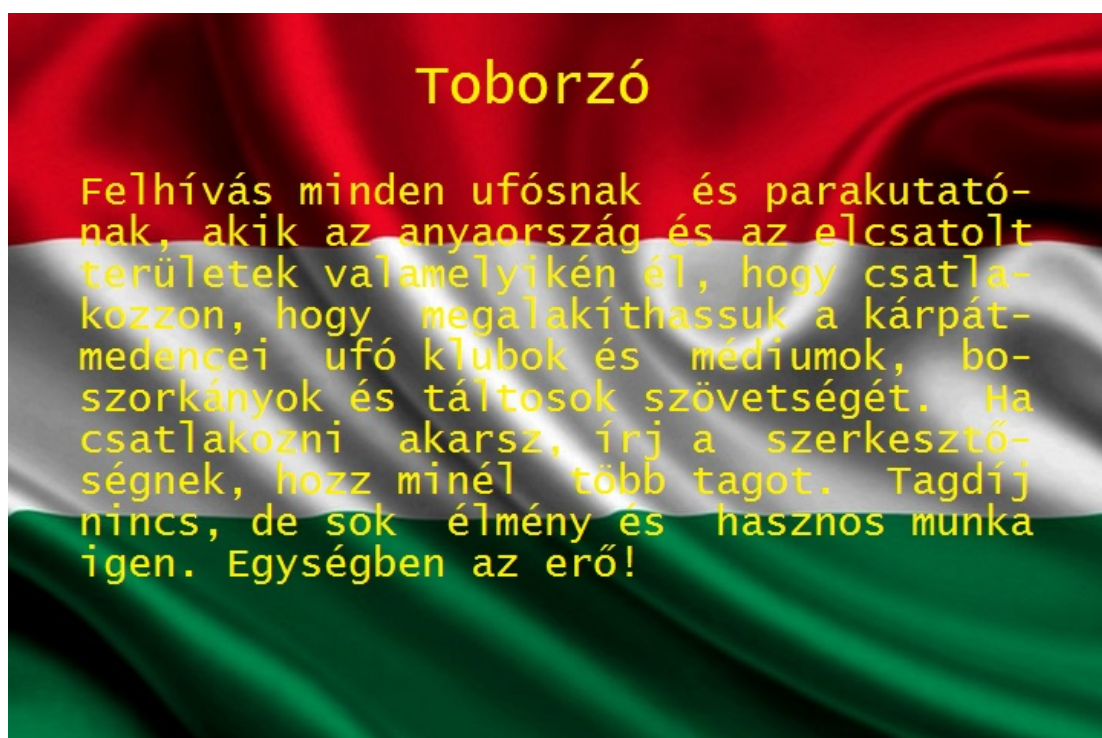 Toborzó
Felhívás minden ufósnak és parakutató-
nak, akik az anyaország és az elcsatolt
területek valamelyikén él, hogy csatla-
kozzon, hogy megalakíthassuk a kárpát-
medencei ufó klubok és médiumok, bo-
szorkányok és táltosok szövetségét. Ha
csatlakozni akarsz, írj a szerkesztő-
ségnek, hozz minél több tagot. Tagdíj
nincs, de sok élmény és hasznos munka
igen. Egységben az erő!